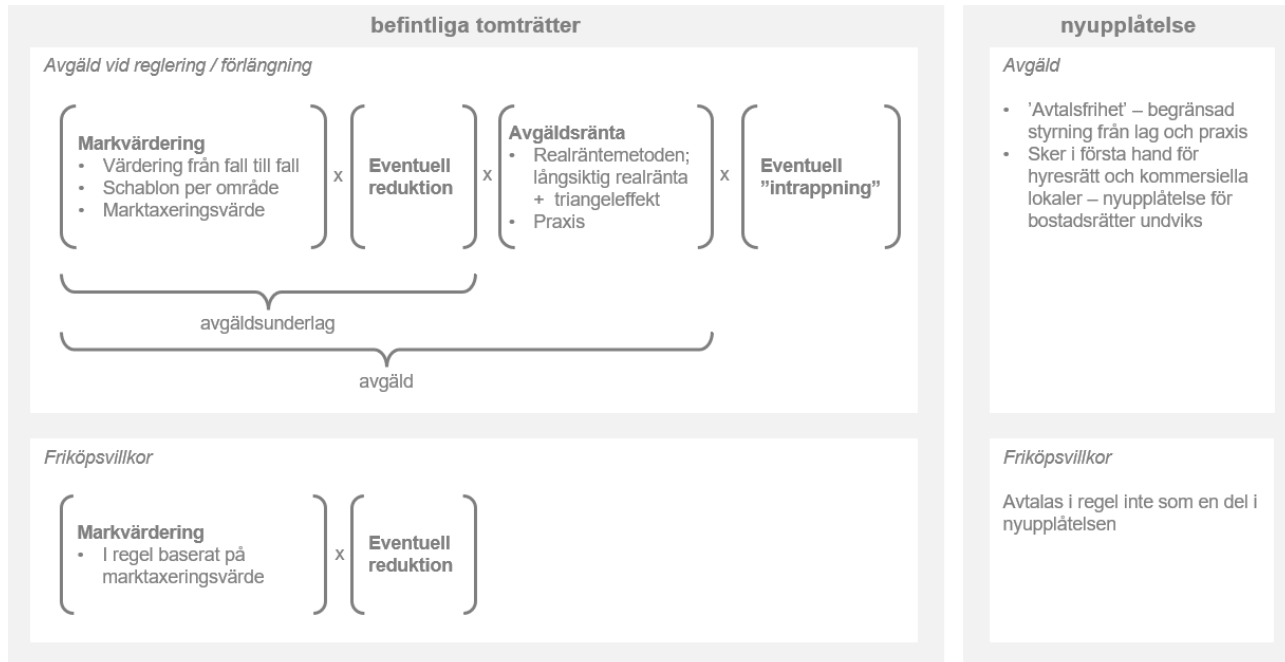 befintliga tomträtter
Avgäld vid reglering / förlängning
Markvärdering
• Värdering från fall till fall
• Schablon per område
• Marktaxeringsvärde
x
Eventuell
reduktion
x
Avgäldsränta
• Realräntemetoden;
långsiktig realränta
+ triangeleffekt
• Praxis
x
Eventuell
”intrappning”
avgäldsunderlag
avgäld
Friköpsvillkor
Markvärdering
• I regel baserat på
marktaxeringsvärde
x
Eventuell
reduktion
nyupplåtelse
Avgäld
• ’Avtalsfrihet’ – begränsad
styrning från lag och praxis
• Sker i första hand för
hyresrätt och kommersiella
lokaler – nyupplåtelse för
bostadsrätter undviks
Friköpsvillkor
Avtalas i regel inte som en del i
nyupplåtelsen